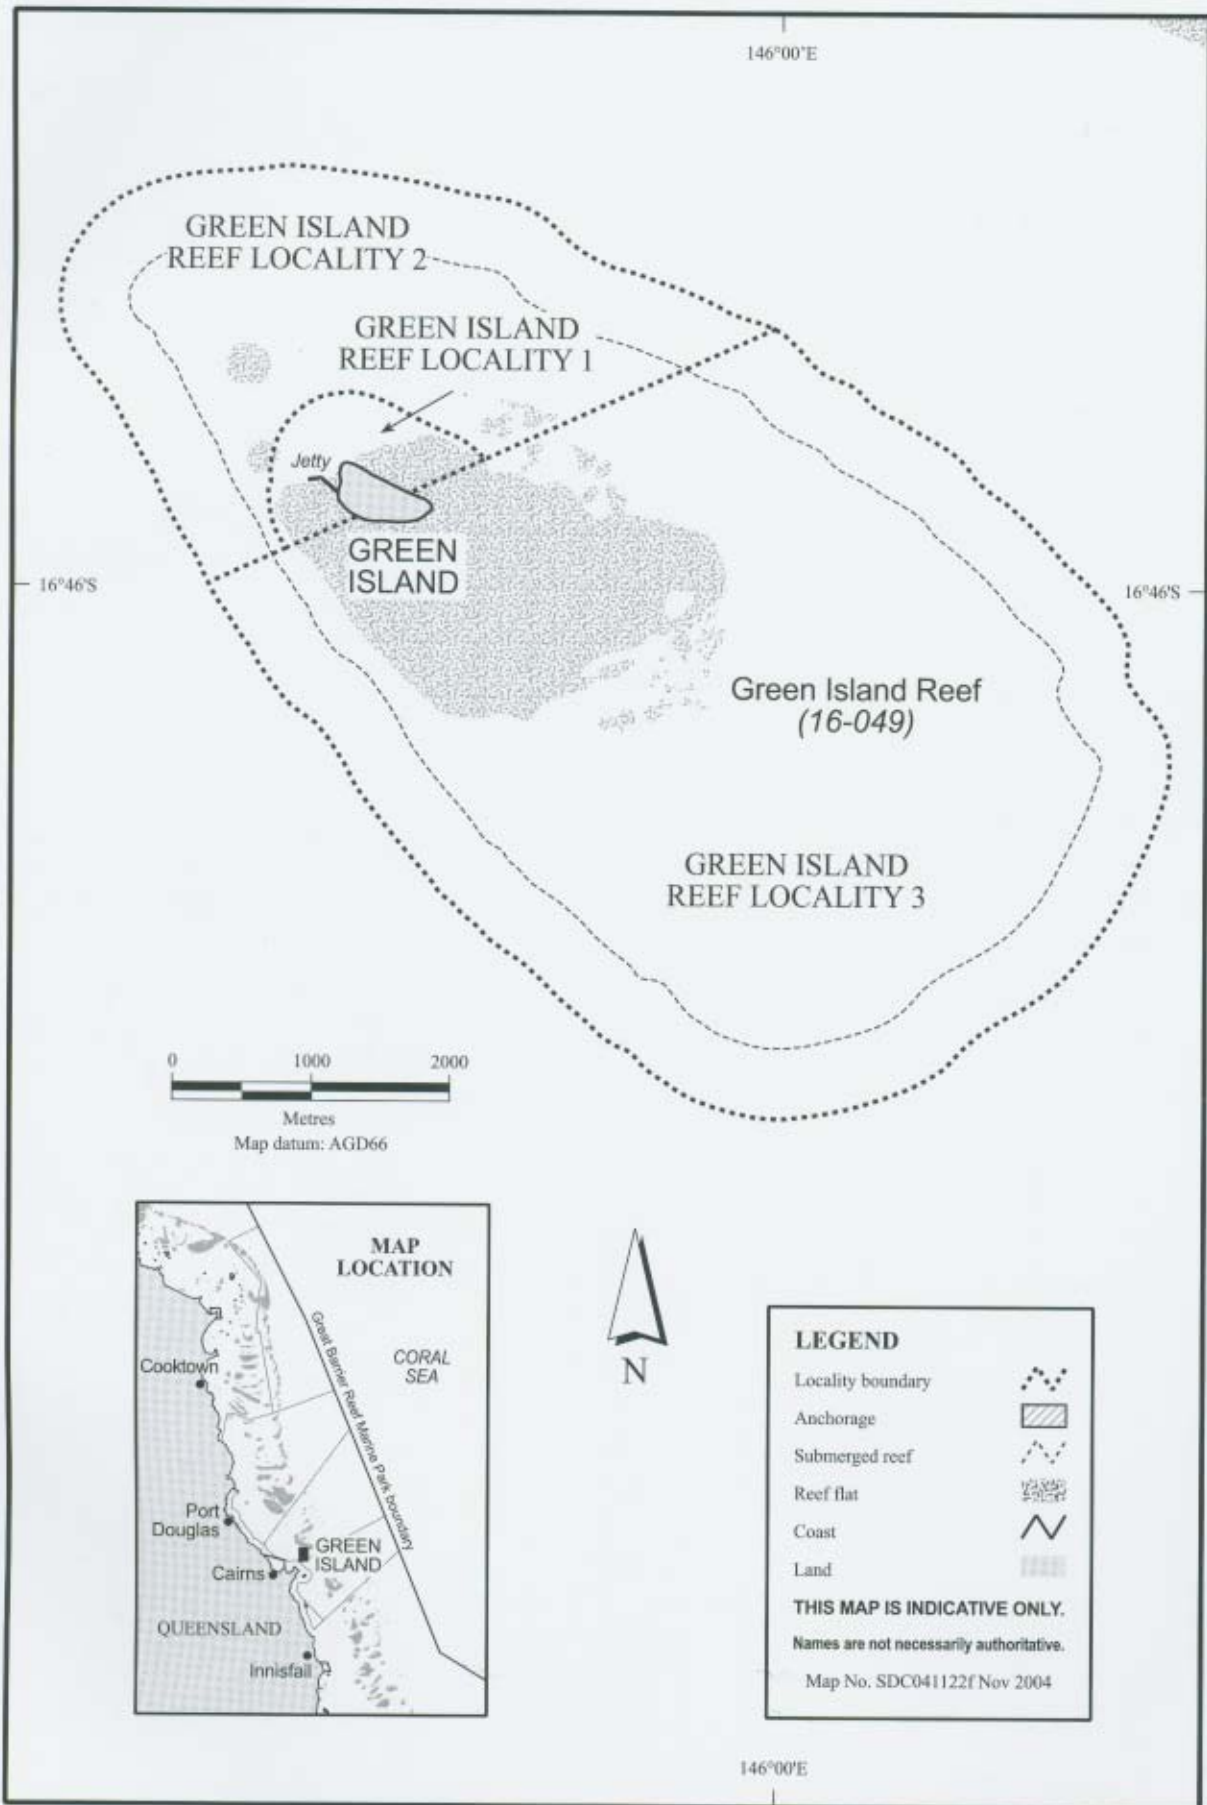 146°00'E
GREEN ISLAND
REEF LOCALITY 2
GREEN ISLAND
REEF LOCALITY 1
Jetty
GREEN
ISLAND
16°46'S
16°46'S
Green Island Reef
(16-049)
GREEN ISLAND
REEF LOCALITY 3
0 1000 2000
Metres
Map datum: AGD66
MAP
LOCATION
CORAL
SEA
Great Barrier Reef Marine Park boundary
Cooktown
Port
Douglas
GREEN
ISLAND
Cairns
QUEENSLAND
Innisfail
N
LEGEND
Locality boundary
Anchorage
Submerged reef
Reef flat
Coast
Land
THIS MAP IS INDICATIVE ONLY.
Names are not necessarily authoritative.
Map No. SDC041122f Nov 2004
146°00'E